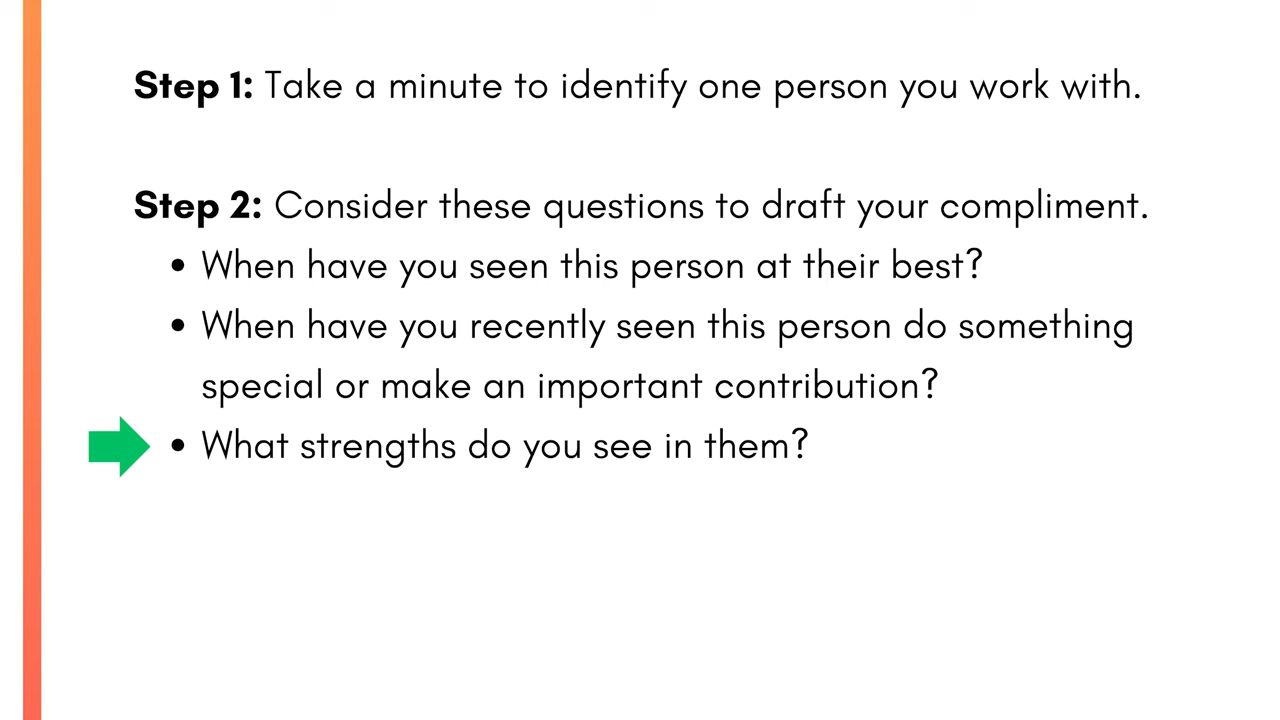 Step 1: Take a minute to identify one person you work with.
Step 2: Consider these questions to draft your compliment.
• When have you seen this person at their best?
• When have you recently seen this person do something
special or make an important contribution?
• What strengths do you see in them?